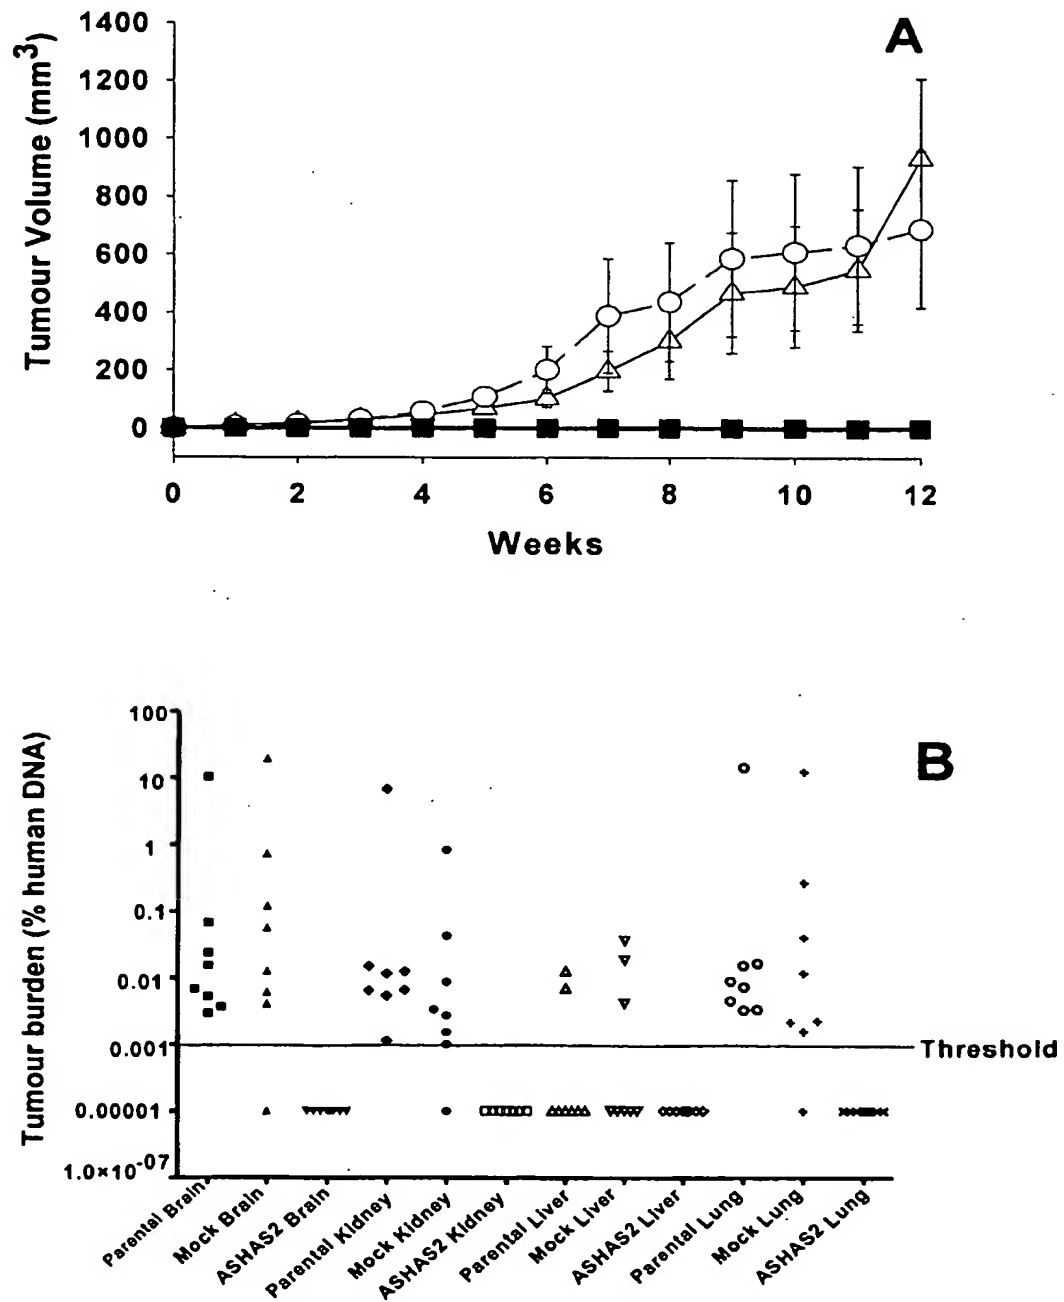 A
Tumour Volume (mm3)
1400
1200
1000
800
600
400
200
0
0 2 4 6 8 10 12
Weeks
B
Tumour burden (% human DNA)
100
10
1
0.1
0.01
0.001
Threshold
0.00001
1.0×10-07
Parental Brain
Mock Brain
ASHAS2 Brain
Parental Kidney
Mock Kidney
ASHAS2 Kidney
Parental Liver
Mock Liver
ASHAS2 Liver
Parental Lung
Mock Lung
ASHAS2 Lung